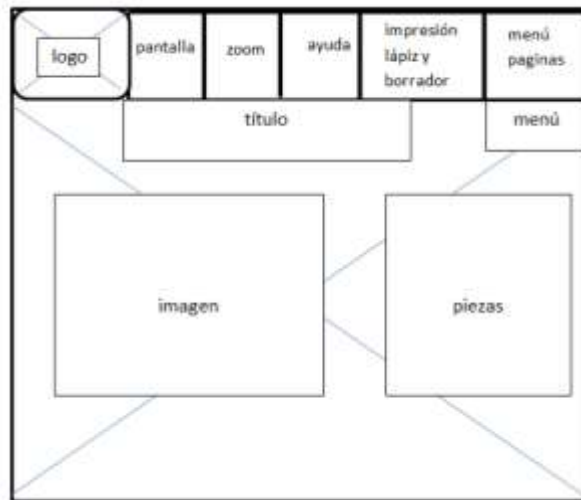 logo
pantalla
zoom
ayuda
impresión
lápiz y
borrador
menú
paginas
título
menú
imagen
piezas